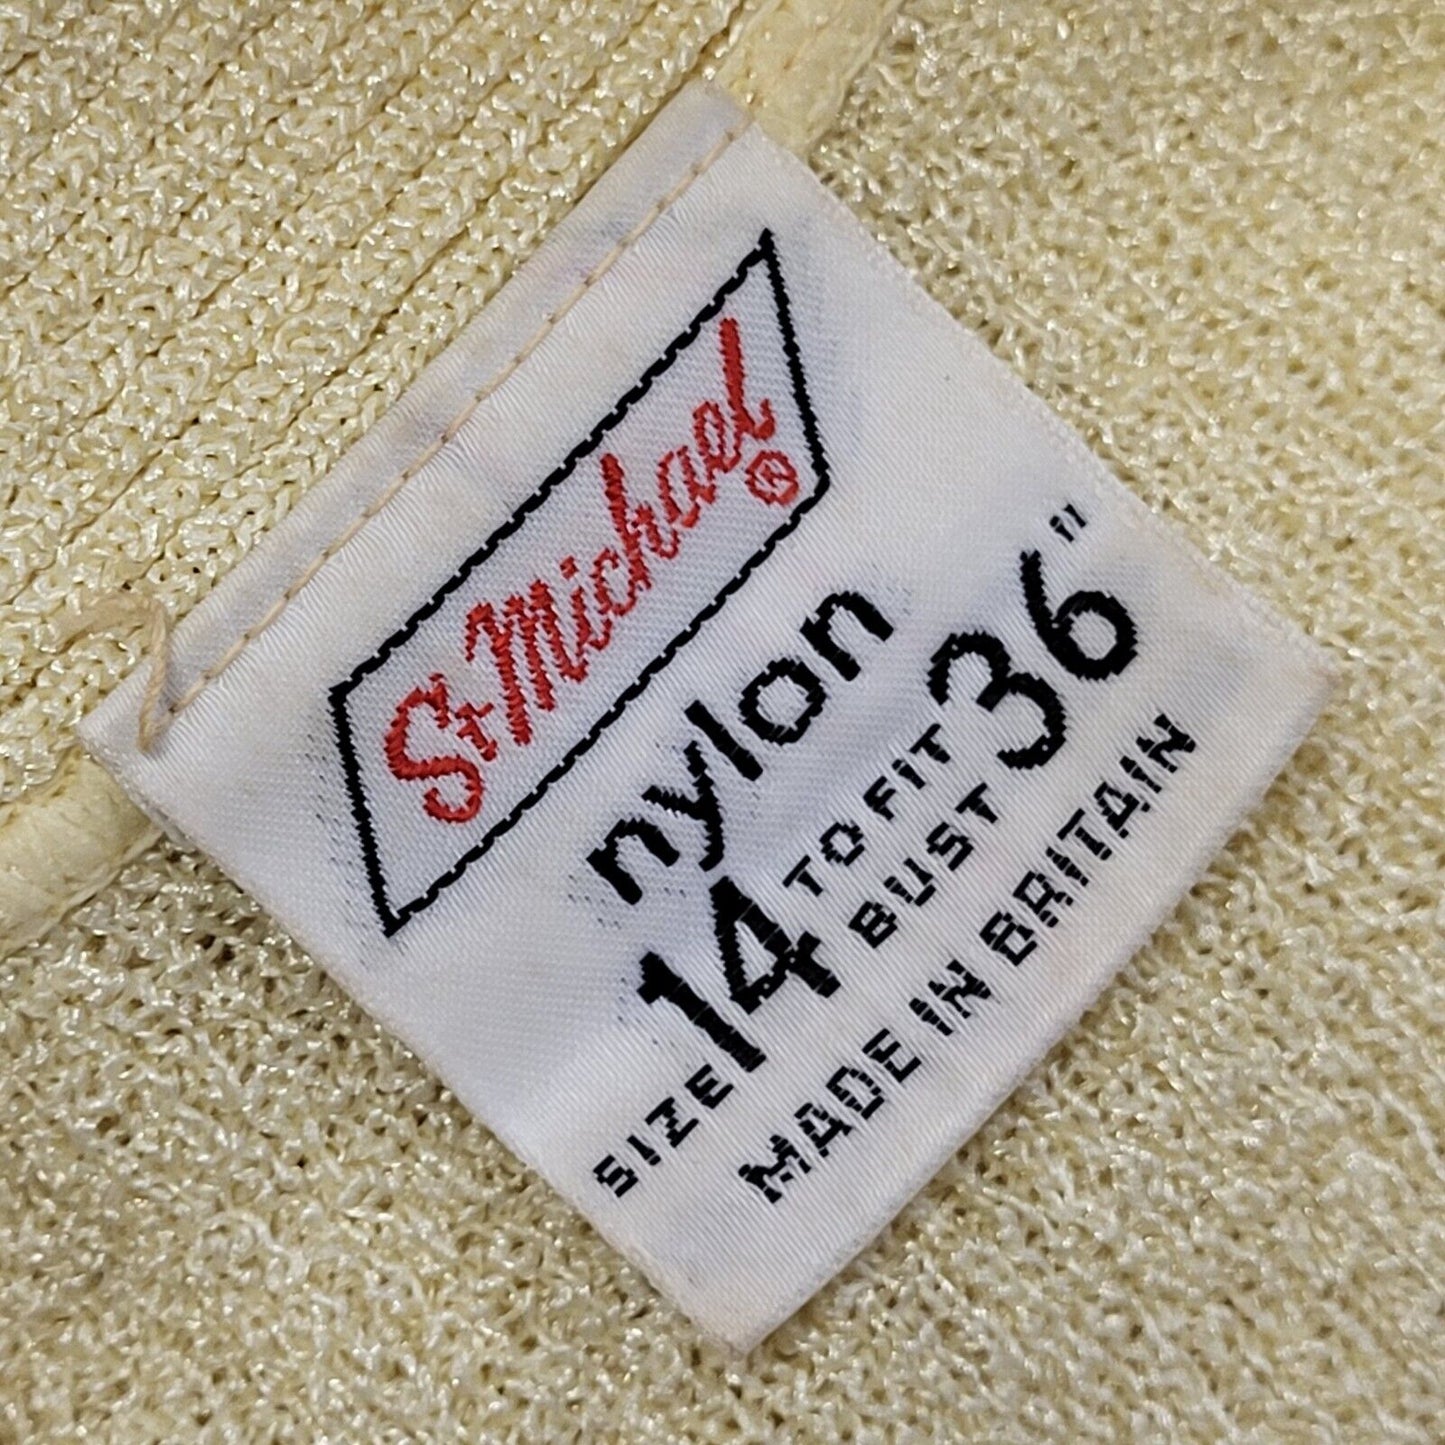 St Michael ®
nylon
SIZE 14 TO FIT BUST 36"
MADE IN BRITAIN